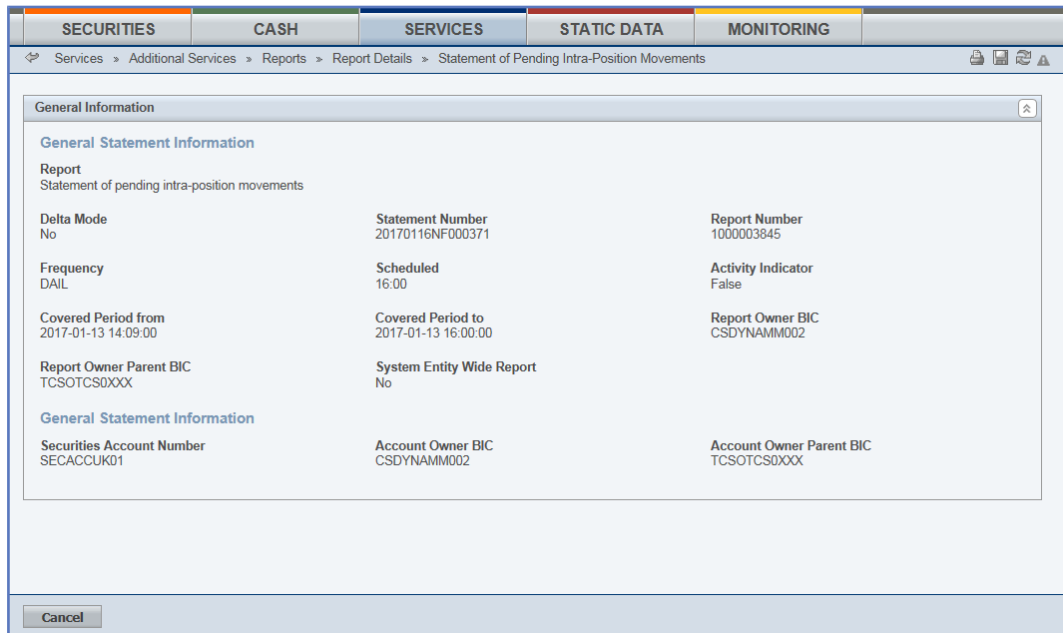 SECURITIES CASH SERVICES STATIC DATA MONITORING
Services » Additional Services » Reports » Report Details » Statement of Pending Intra-Position Movements
General Information
General Statement Information
Report
Statement of pending intra-position movements
Delta Mode Statement Number Report Number
No 20170116NF000371 1000003845
Frequency Scheduled Activity Indicator
DAIL 16:00 False
Covered Period from Covered Period to Report Owner BIC
2017-01-13 14:09:00 2017-01-13 16:00:00 CSDYNAMM002
Report Owner Parent BIC System Entity Wide Report
TCSOTCS0XXX No
General Statement Information
Securities Account Number Account Owner BIC Account Owner Parent BIC
SECACCUK01 CSDYNAMM002 TCSOTCS0XXX
Cancel